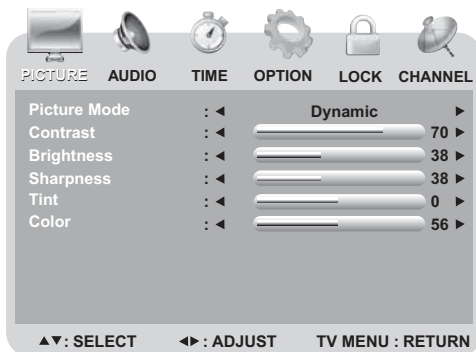 PICTURE AUDIO TIME OPTION LOCK CHANNEL
Picture Mode : ◀ Dynamic ▶
Contrast : ◀ 70 ▶
Brightness : ◀ 38 ▶
Sharpness : ◀ 38 ▶
Tint : ◀ 0 ▶
Color : ◀ 56 ▶
▲▼: SELECT ◀▶: ADJUST TV MENU : RETURN